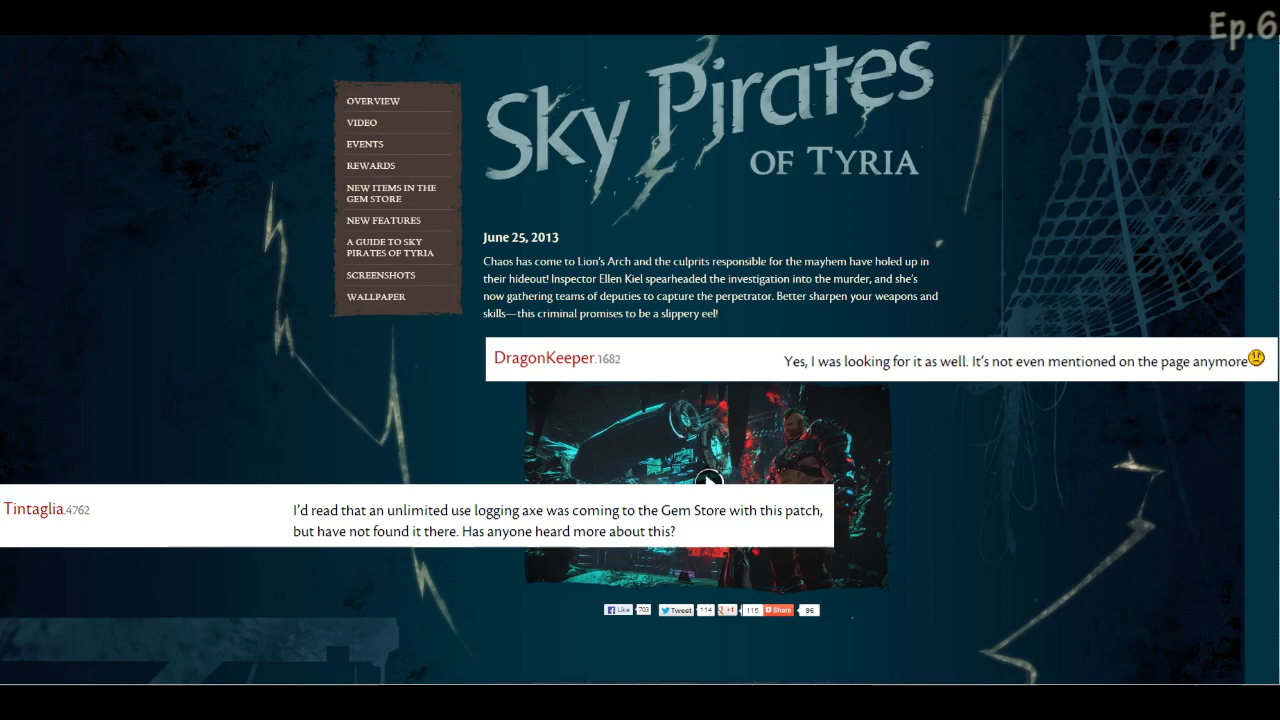 Ep.6
Sky Pirates
OF TYRIA
OVERVIEW
VIDEO
EVENTS
REWARDS
NEW ITEMS IN THE
GEM STORE
NEW FEATURES
A GUIDE TO SKY
PIRATES OF TYRIA
SCREENSHOTS
WALLPAPER
June 25, 2013
Chaos has come to Lion's Arch and the culprits responsible for the mayhem have holed up in
their hideout! Inspector Ellen Kiel spearheaded the investigation into the murder, and she's
now gathering teams of deputies to capture the perpetrator. Better sharpen your weapons and
skills—this criminal promises to be a slippery eel!
DragonKeeper.1682 Yes, I was looking for it as well. It's not even mentioned on the page anymore
Tintaglia.4762 I'd read that an unlimited use logging axe was coming to the Gem Store with this patch,
but have not found it there. Has anyone heard more about this?
Like 703 Tweet 114 +1 116 Share 96